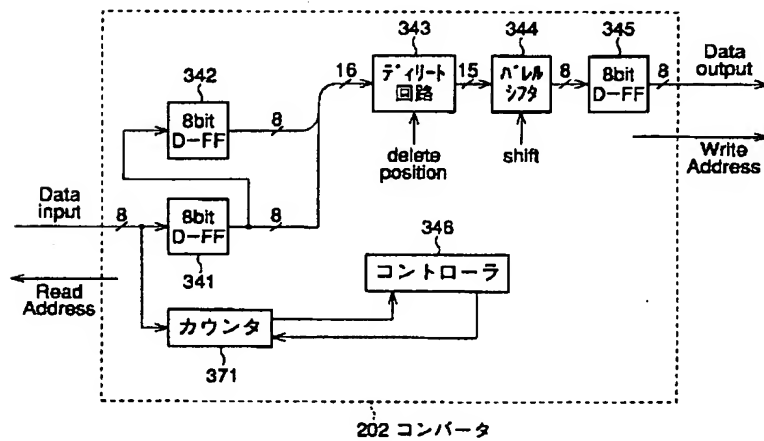 343
344
345
342
16
ディリート
回路
15
バレル
シフタ
8
8bit
D-FF
8
Data
output
8bit
D-FF
8
delete
position
shift
Write
Address
Data
input
8
8bit
D-FF
8
341
346
コントローラ
Read
Address
カウンタ
371
202 コンバータ